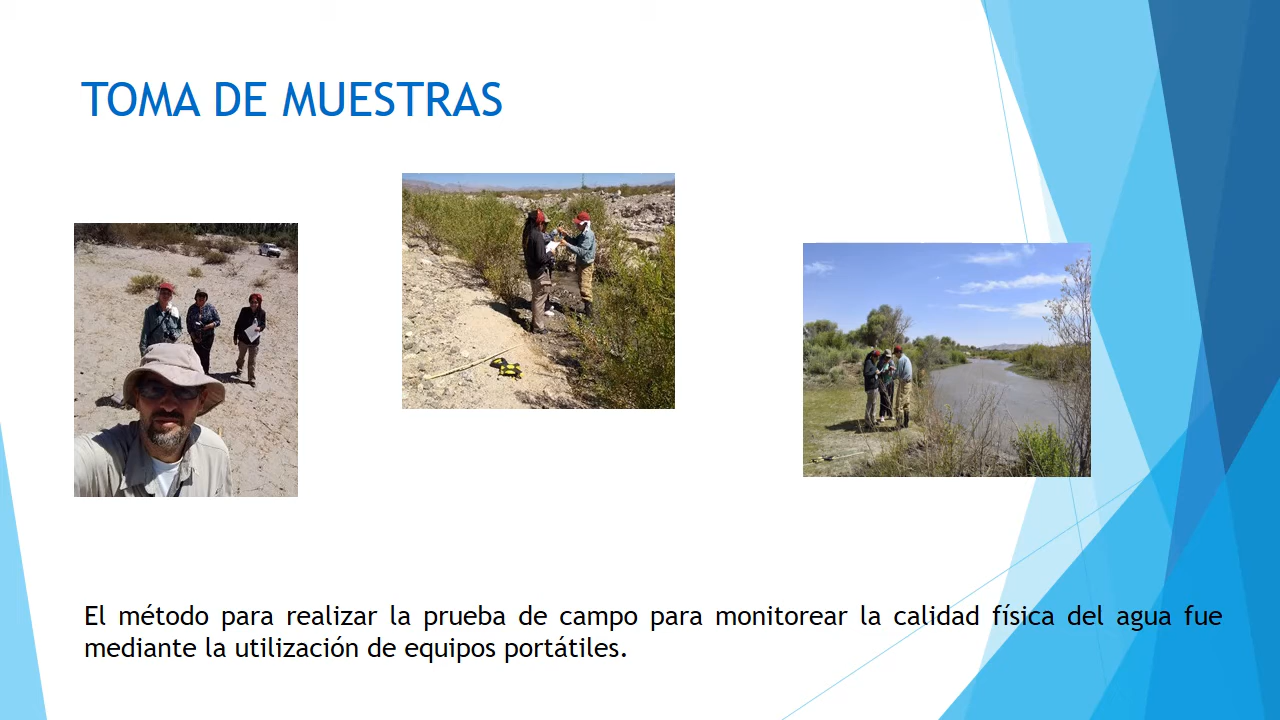 TOMA DE MUESTRAS
El método para realizar la prueba de campo para monitorear la calidad física del agua fue
mediante la utilización de equipos portátiles.